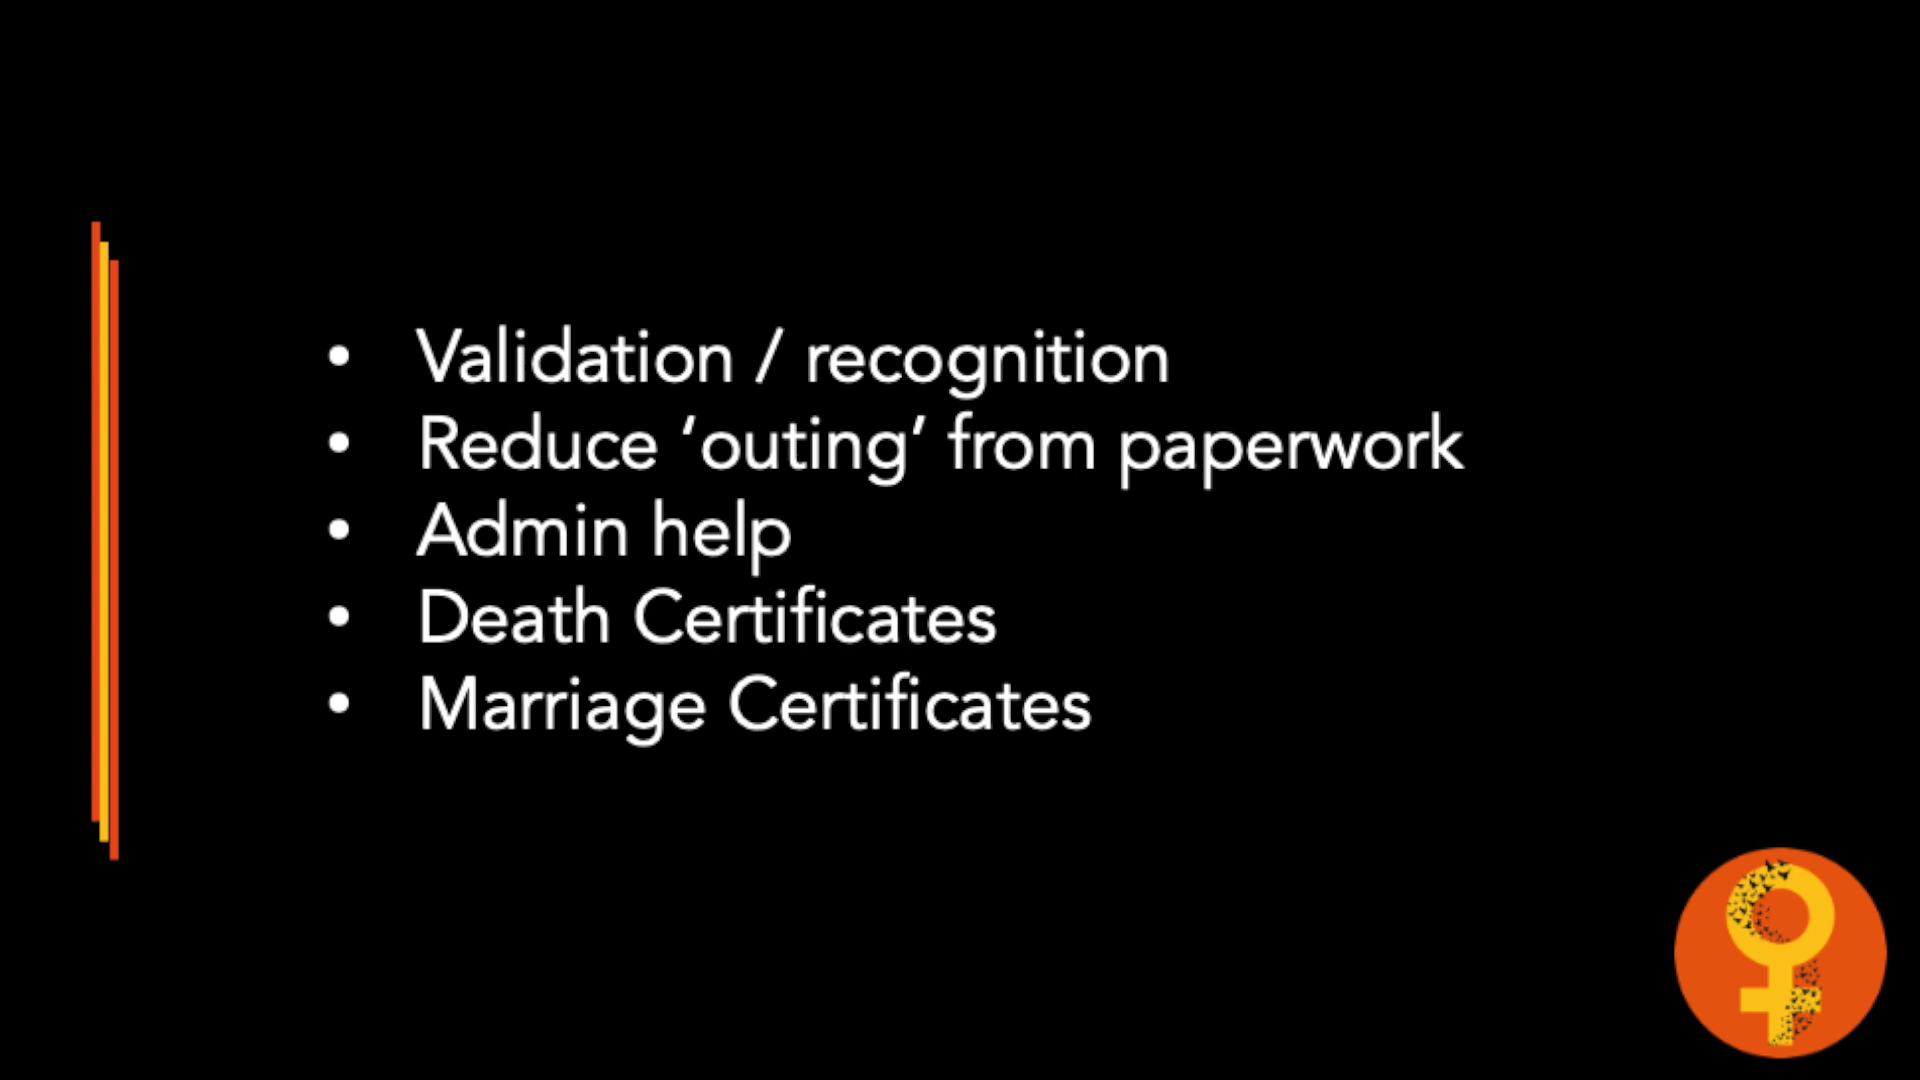 • Validation / recognition
• Reduce ‘outing’ from paperwork
• Admin help
• Death Certificates
• Marriage Certificates